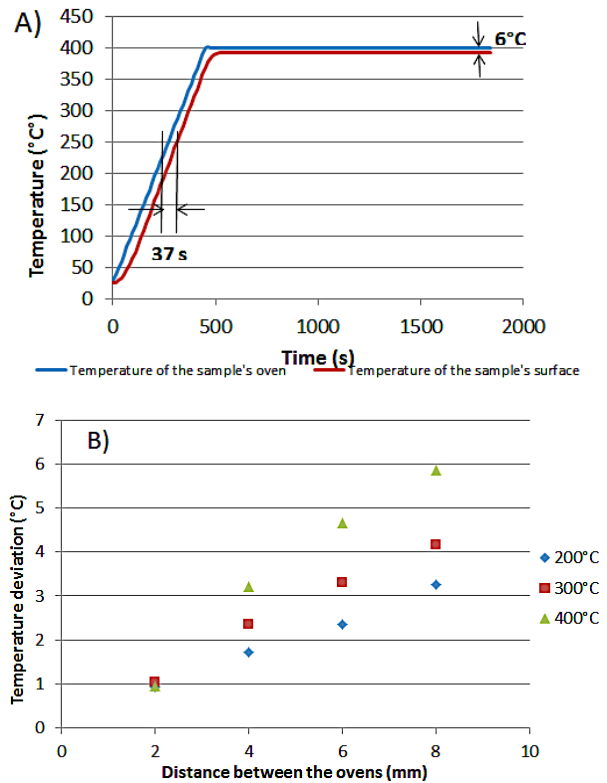 A)
Temperature (°C°)
450
400
350
300
250
200
150
100
50
0
6°C
37 s
0 500 1000 1500 2000
Time (s)
Temperature of the sample's oven Temperature of the sample's surface
B)
Temperature deviation (°C)
7
6
5
4
3
2
1
0
200°C
300°C
400°C
0 2 4 6 8 10
Distance between the ovens (mm)